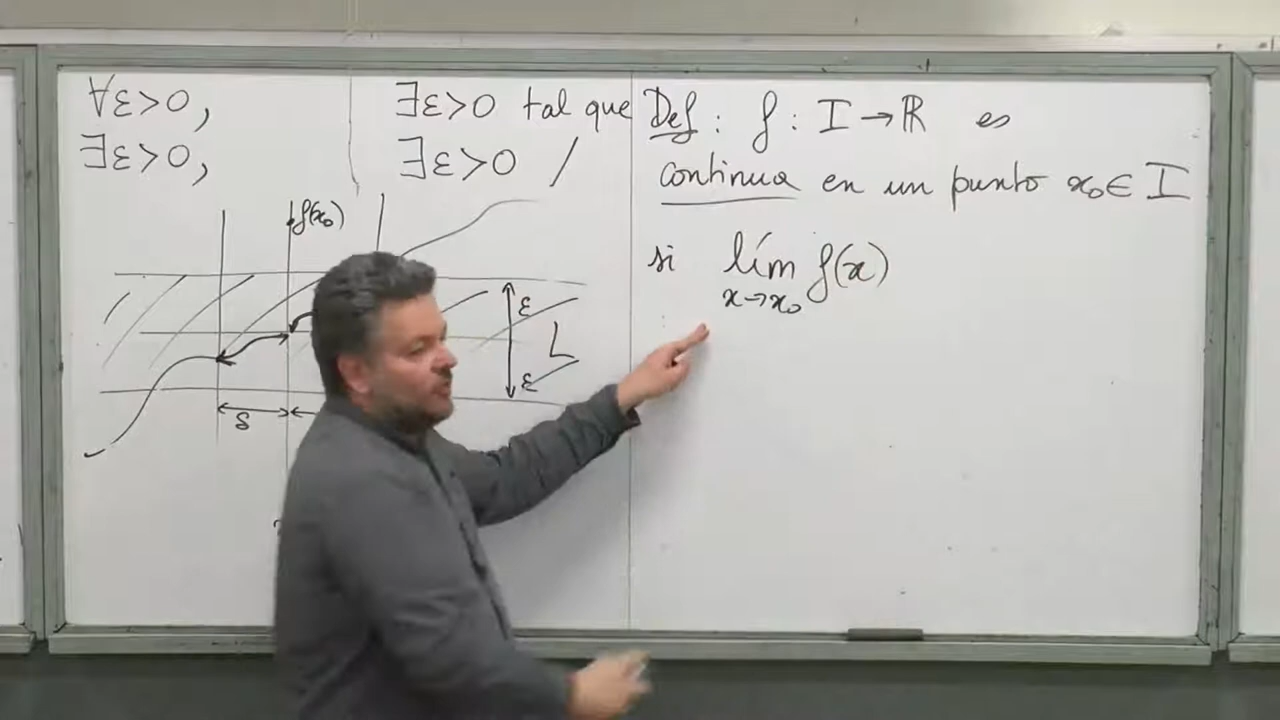 ∀ε>0,
∃ε>0,
∃ε>0 tal que
∃ε>0 /
f(x₀)
ε
L
ε
δ
Def : f : I → ℝ es
continua en un punto x₀ ∈ I
si lím f(x)
x→x₀